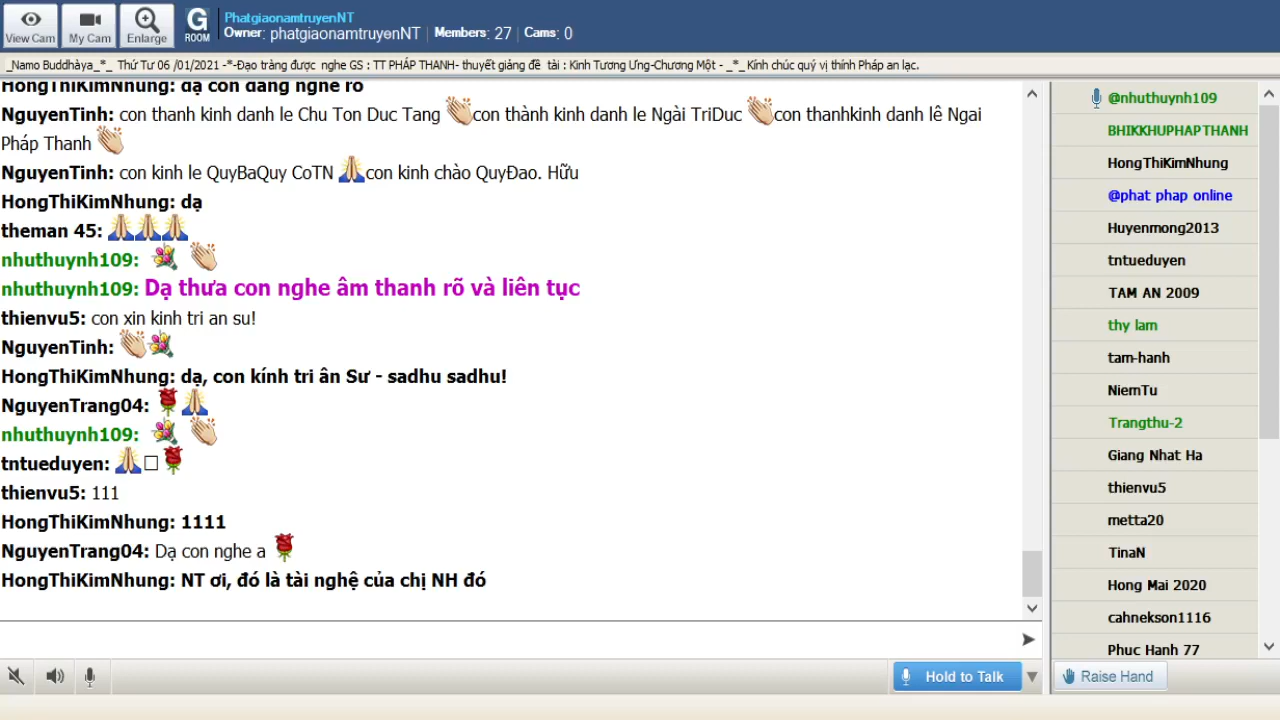 View Cam
My Cam
Enlarge
G
ROOM
PhatgiaonamtruyenNT
Owner: phatgiaonamtruyenNT | Members: 27 | Cams: 0
_Namo Buddhàya_*_ Thứ Tư 06 /01/2021 -*-Đạo tràng được nghe GS : TT PHÁP THANH- thuyết giảng đề tài : Kinh Tương Ưng-Chương Một - _*_ Kính chúc quý vị thính Pháp an lạc.
HongThiKimNhung: dạ con đang nghe rõ
NguyenTinh: con thanh kinh danh le Chu Ton Duc Tang con thành kinh danh le Ngài TriDuc con thanhkinh danh lê Ngai
Pháp Thanh
NguyenTinh: con kinh le QuyBaQuy CoTN con kinh chào QuyĐao. Hữu
HongThiKimNhung: dạ
theman 45:
nhuthuynh109:
nhuthuynh109: Dạ thưa con nghe âm thanh rõ và liên tục
thienvu5: con xin kinh tri an su!
NguyenTinh:
HongThiKimNhung: dạ, con kính tri ân Sư - sadhu sadhu!
NguyenTrang04:
nhuthuynh109:
tntueduyen:
thienvu5: 111
HongThiKimNhung: 1111
NguyenTrang04: Dạ con nghe a
HongThiKimNhung: NT ơi, đó là tài nghệ của chị NH đó
Hold to Talk
@nhuthuynh109
BHIKKHUPHAPTHANH
HongThiKimNhung
@phat phap online
Huyenmong2013
tntueduyen
TAM AN 2009
thy lam
tam-hanh
NiemTu
Trangthu-2
Giang Nhat Ha
thienvu5
metta20
TinaN
Hong Mai 2020
cahnekson1116
Phuc Hanh 77
Raise Hand